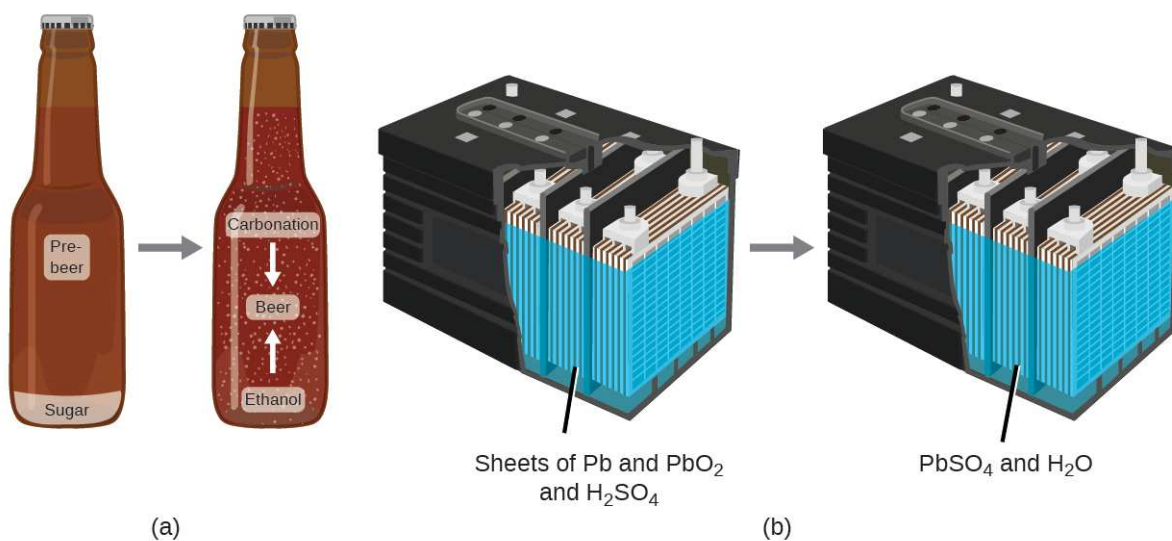 Pre-
beer
Sugar
Carbonation
Beer
Ethanol
(a)
Sheets of Pb and PbO₂
and H₂SO₄
PbSO₄ and H₂O
(b)